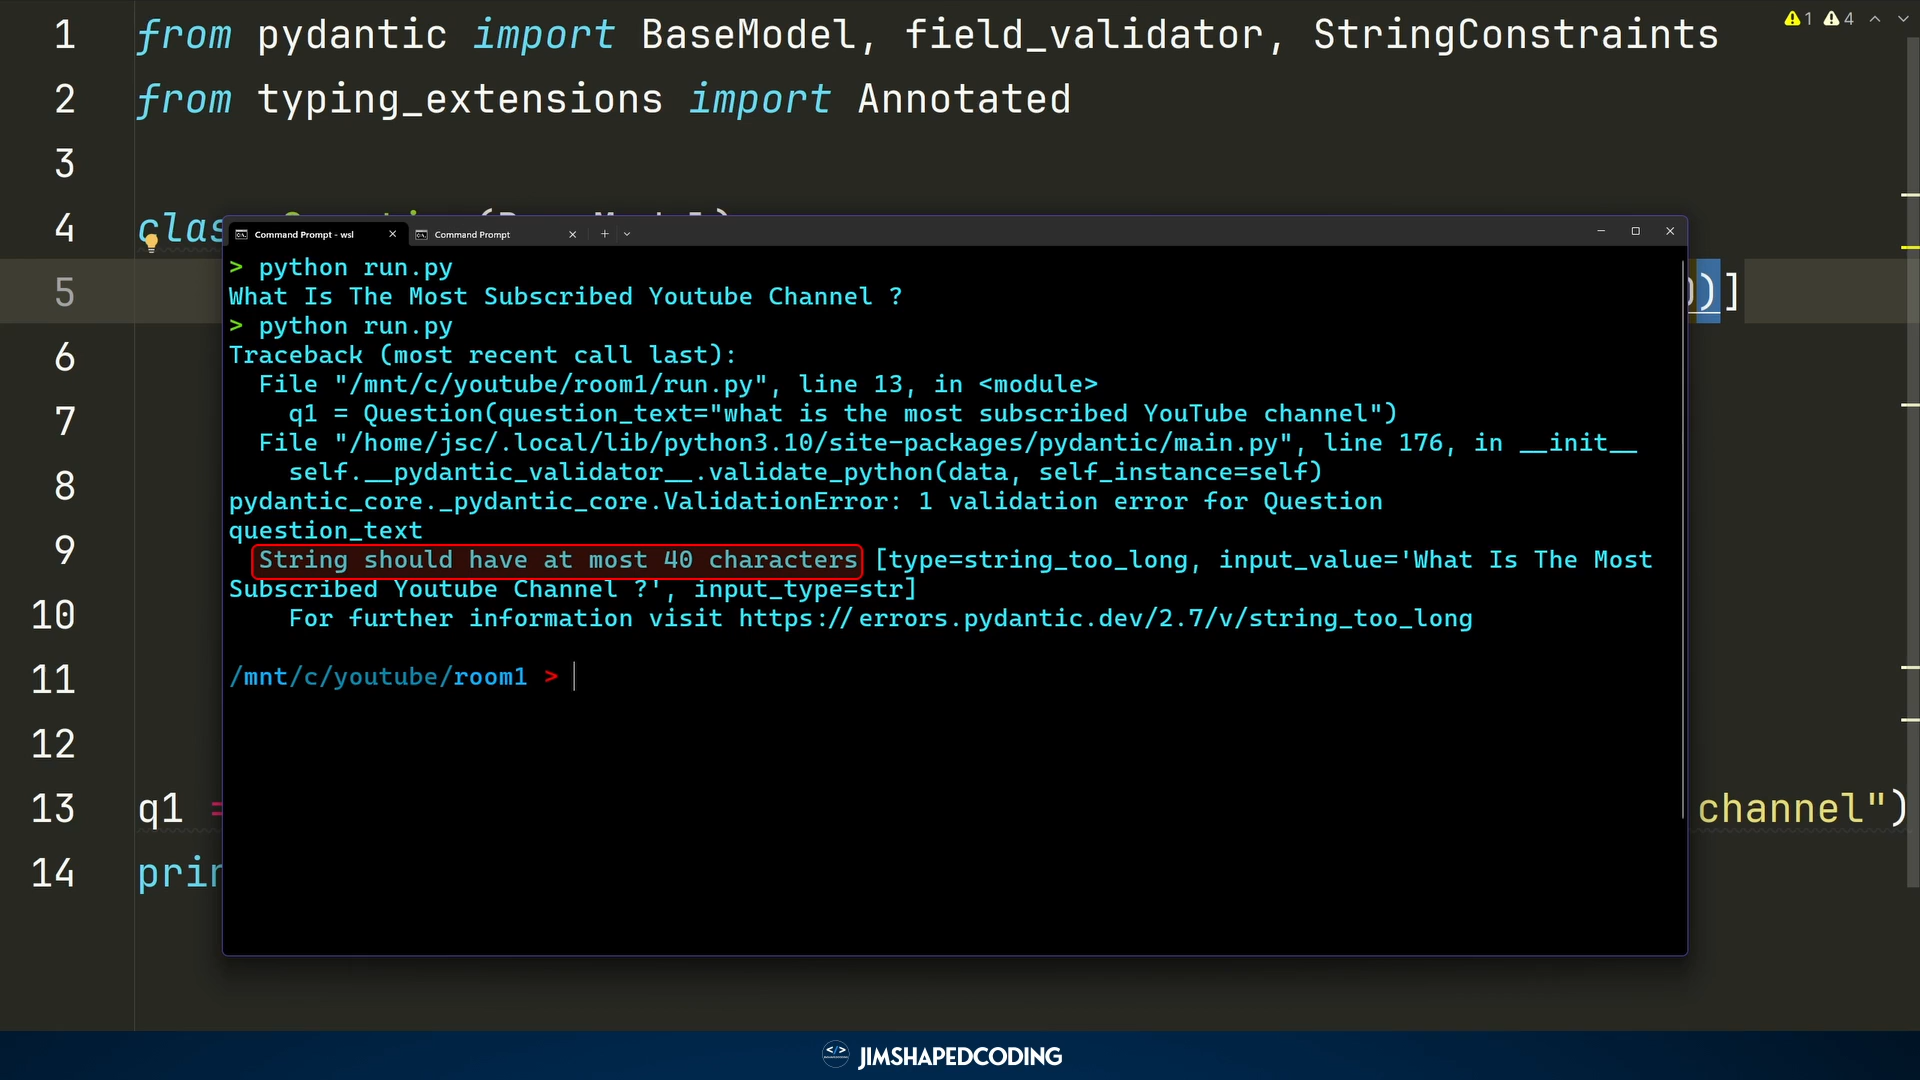 1 from pydantic import BaseModel, field_validator, StringConstraints
1 4
2 from typing_extensions import Annotated
3
4 clas
5 )]
6
7
8
9
10
11
12
13 q1 = channel")
14 prin
Command Prompt - wsl
Command Prompt
> python run.py
What Is The Most Subscribed Youtube Channel ?
> python run.py
Traceback (most recent call last):
File "/mnt/c/youtube/room1/run.py", line 13, in <module>
q1 = Question(question_text="what is the most subscribed YouTube channel")
File "/home/jsc/.local/lib/python3.10/site-packages/pydantic/main.py", line 176, in __init__
self.__pydantic_validator__.validate_python(data, self_instance=self)
pydantic_core._pydantic_core.ValidationError: 1 validation error for Question
question_text
String should have at most 40 characters [type=string_too_long, input_value='What Is The Most
Subscribed Youtube Channel ?', input_type=str]
For further information visit https://errors.pydantic.dev/2.7/v/string_too_long
/mnt/c/youtube/room1 >
</> JIMSHAPEDCODING